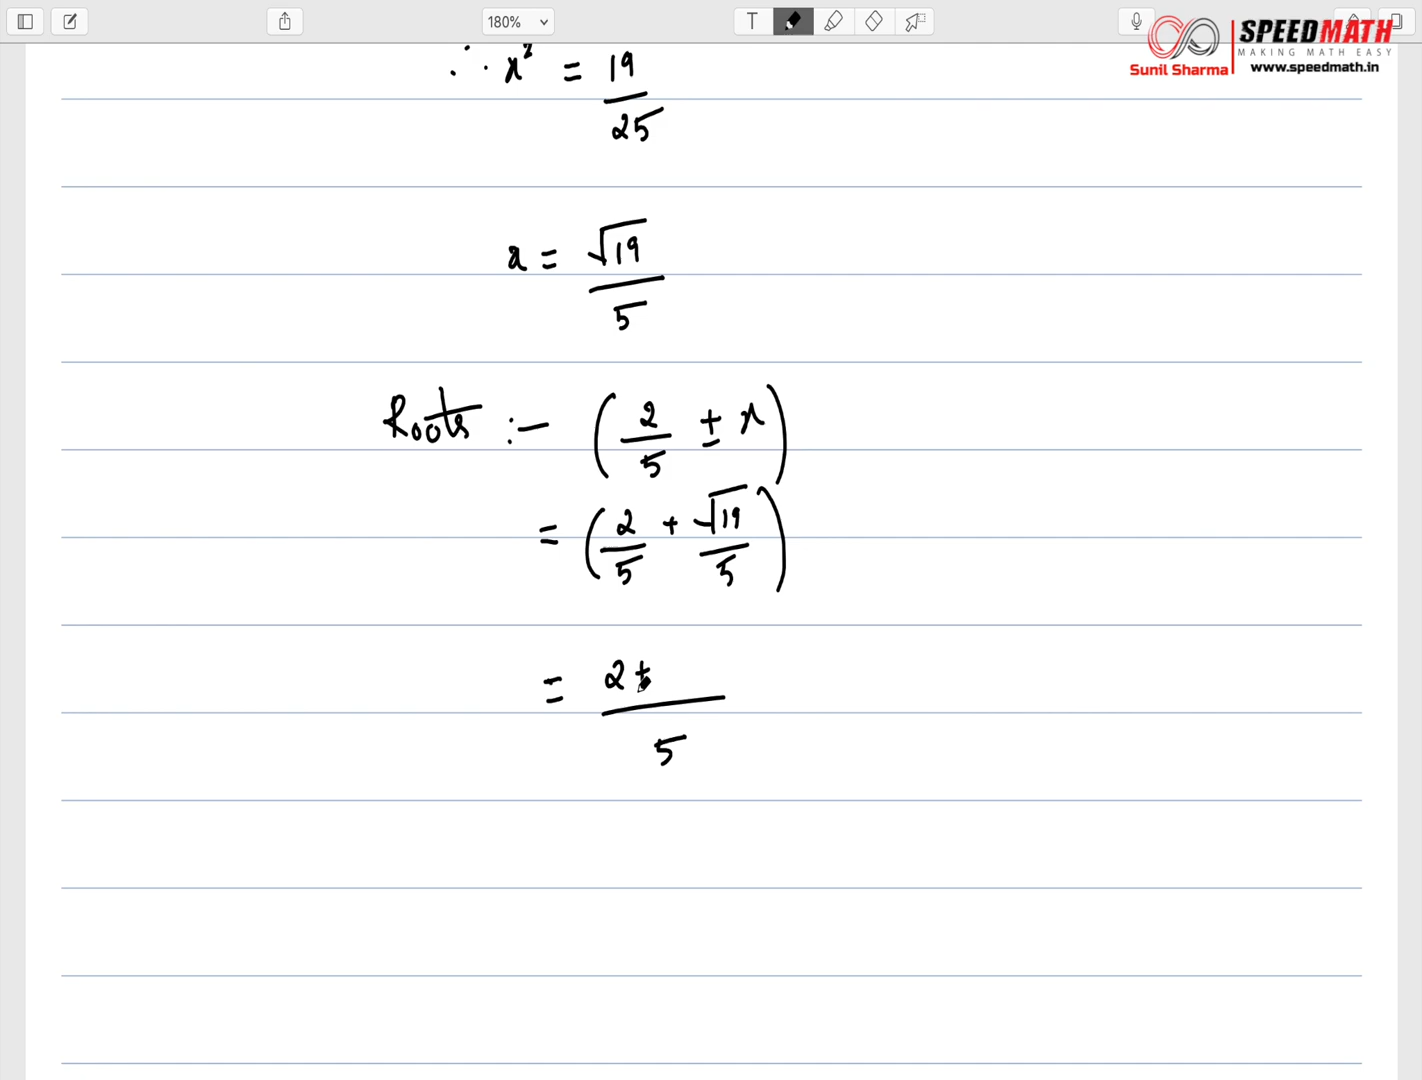 180%
T
SPEEDMATH
MAKING MATH EASY
Sunil Sharma
www.speedmath.in
∴ x² = 19/25
x = √19/5
Roots :- (2/5 ± x)
= (2/5 + √19/5)
= 2 ± /5